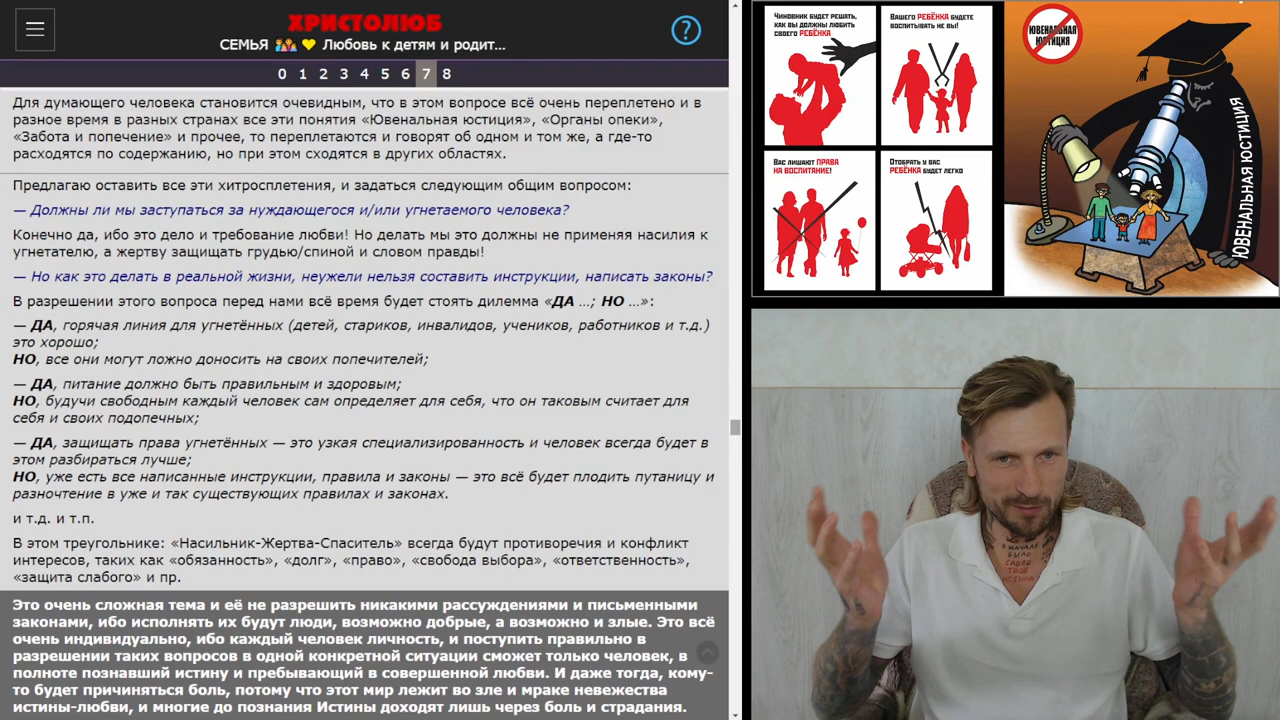 ХРИСТОЛЮБ
СЕМЬЯ 👨‍👩‍👧 💛 Любовь к детям и родит...
?
0 1 2 3 4 5 6 7 8
Для думающего человека становится очевидным, что в этом вопросе всё очень переплетено и в
разное время в разных странах все эти понятия «Ювенальная юстиция», «Органы опеки»,
«Забота и попечение» и прочее, то переплетаются и говорят об одном и том же, а где-то
расходятся по содержанию, но при этом сходятся в других областях.
Предлагаю оставить все эти хитросплетения, и задаться следующим общим вопросом:
— Должны ли мы заступаться за нуждающегося и/или угнетаемого человека?
Конечно да, ибо это дело и требование любви! Но делать это должны не применяя насилия к
угнетателю, а жертву защищать грудью/спиной и словом правды!
— Но как это делать в реальной жизни, неужели нельзя составить инструкции, написать законы?
В разрешении этого вопроса перед нами всё время будет стоять дилемма «ДА ...; НО ...»:
— ДА, горячая линия для угнетённых (детей, стариков, инвалидов, учеников, работников и т.д.)
это хорошо;
НО, все они могут ложно доносить на своих попечителей;
— ДА, питание должно быть правильным и здоровым;
НО, будучи свободным каждый человек сам определяет для себя, что он таковым считает для
себя и своих подопечных;
— ДА, защищать права угнетённых — это узкая специализированность и человек всегда будет в
этом разбираться лучше;
НО, уже есть все написанные инструкции, правила и законы — это всё будет плодить путаницу и
разночтение в уже и так существующих правилах и законах.
и т.д. и т.п.
В этом треугольнике: «Насильник-Жертва-Спаситель» всегда будут противоречия и конфликт
интересов, таких как «обязанность», «долг», «право», «свобода выбора», «ответственность»,
«защита слабого» и пр.
Это очень сложная тема и её не разрешить никакими рассуждениями и письменными
законами, ибо исполнять их будут люди, возможно добрые, а возможно и злые. Это всё
очень индивидуально, ибо каждый человек личность, и поступить правильно в
разрешении таких вопросов в одной конкретной ситуации сможет только человек, в
полноте познавший истину и пребывающий в совершенной любви. И даже тогда, кому-
то будет причиняться боль, потому что этот мир лежит во зле и мраке невежества
истины-любви, и многие до познания Истины доходят лишь через боль и страдания.
Чиновник будет решать,
как вы должны любить
своего РЕБЁНКА
Вашего РЕБЁНКА будете
воспитывать не вы!
Вас лишают ПРАВА
НА ВОСПИТАНИЕ!
Отобрать у вас
РЕБЁНКА будет легко
ЮВЕНАЛЬНАЯ
ЮСТИЦИЯ
ЮВЕНАЛЬНАЯ ЮСТИЦИЯ
В НАЧАЛЕ
БЫЛО
СЛОВО
ТВОЁ
ИСТИНА